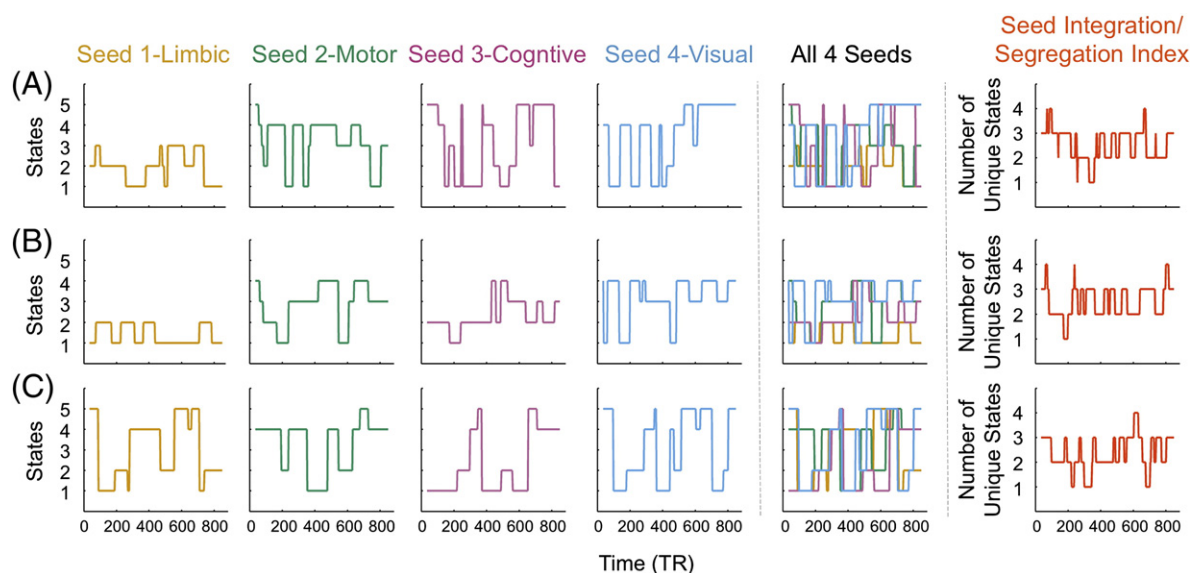 Seed 1-Limbic
Seed 2-Motor
Seed 3-Cogntive
Seed 4-Visual
All 4 Seeds
Seed Integration/
Segregation Index
(A)
States
5
4
3
2
1
Number of
Unique States
4
3
2
1
(B)
States
5
4
3
2
1
Number of
Unique States
4
3
2
1
(C)
States
5
4
3
2
1
Number of
Unique States
4
3
2
1
0 200 400 600 800
0 200 400 600 800
0 200 400 600 800
0 200 400 600 800
0 200 400 600 800
0 200 400 600 800
Time (TR)